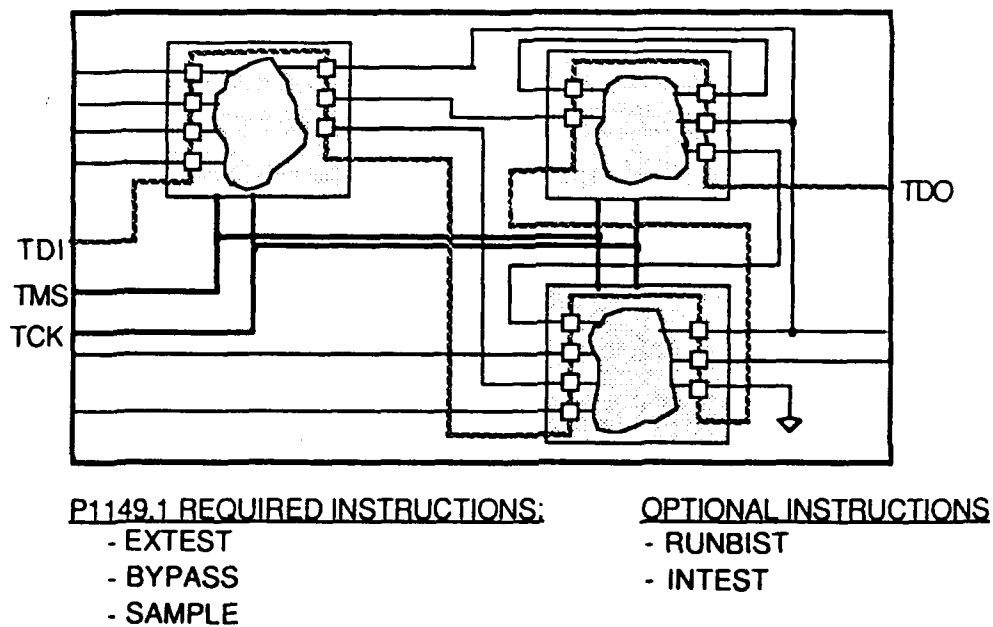 TDO
TDI
TMS
TCK
P1149.1 REQUIRED INSTRUCTIONS:
- EXTEST
- BYPASS
- SAMPLE
OPTIONAL INSTRUCTIONS
- RUNBIST
- INTEST